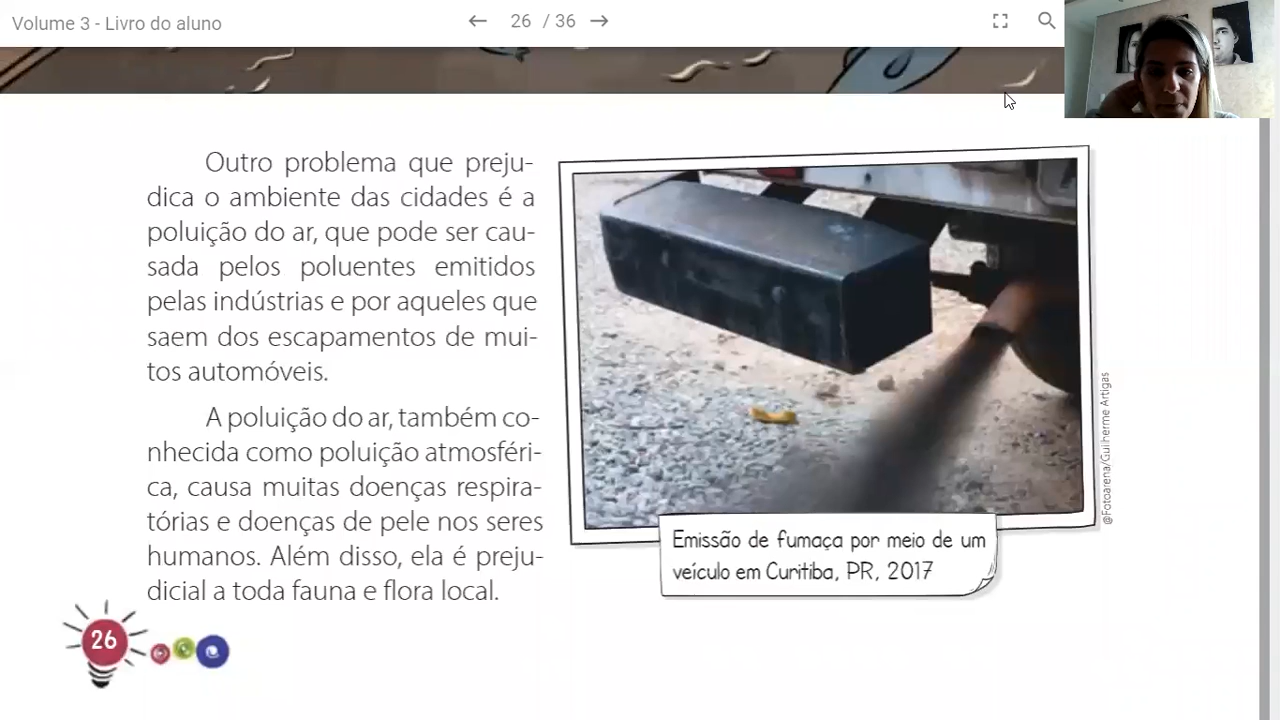 Volume 3 - Livro do aluno
26 / 36
Outro problema que preju-
dica o ambiente das cidades é a
poluição do ar, que pode ser cau-
sada pelos poluentes emitidos
pelas indústrias e por aqueles que
saem dos escapamentos de mui-
tos automóveis.
A poluição do ar, também co-
nhecida como poluição atmosféri-
ca, causa muitas doenças respira-
tórias e doenças de pele nos seres
humanos. Além disso, ela é preju-
dicial a toda fauna e flora local.
@Fotoarena/Guilherme Artigas
Emissão de fumaça por meio de um
veículo em Curitiba, PR, 2017
26